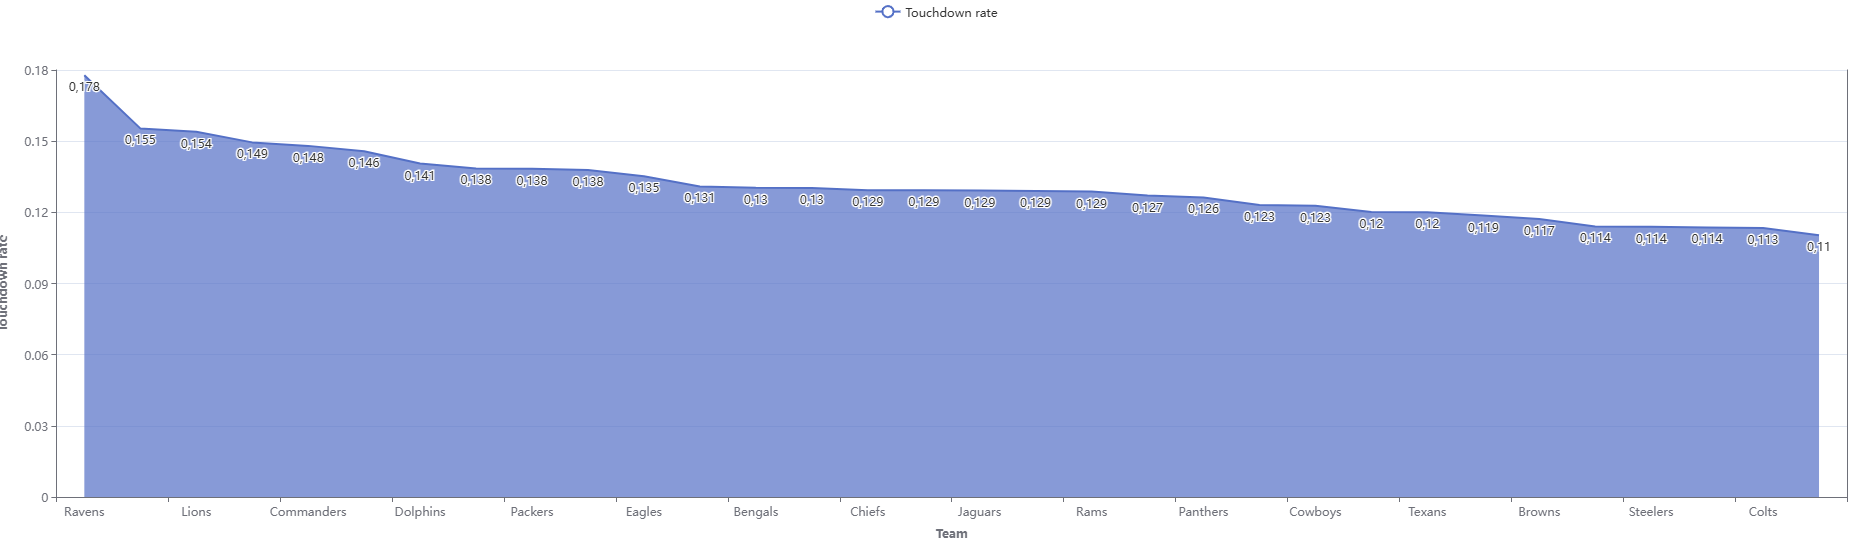 Touchdown rate
0.18
0.15
0.12
0.09
0.06
0.03
0
Touchdown rate
0,178 0,155 0,154 0,149 0,148 0,146 0,141 0,138 0,138 0,138 0,135 0,131 0,13 0,13 0,129 0,129 0,129 0,129 0,129 0,127 0,126 0,123 0,123 0,12 0,12 0,119 0,117 0,114 0,114 0,114 0,113 0,11
Ravens Lions Commanders Dolphins Packers Eagles Bengals Chiefs Jaguars Rams Panthers Cowboys Texans Browns Steelers Colts
Team